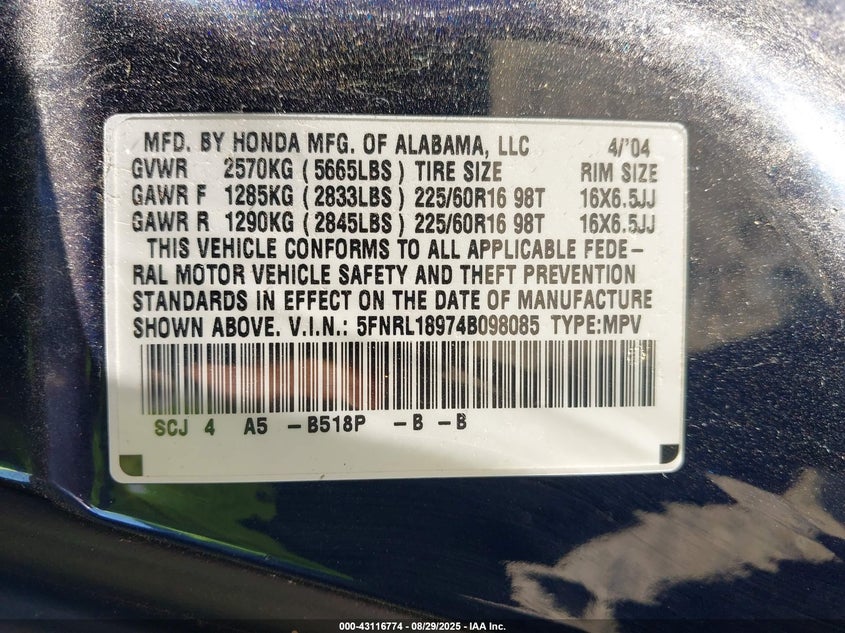 MFD. BY HONDA MFG. OF ALABAMA, LLC 4/'04
GVWR 2570KG (5665LBS) TIRE SIZE RIM SIZE
GAWR F 1285KG (2833LBS) 225/60R16 98T 16X6.5JJ
GAWR R 1290KG (2845LBS) 225/60R16 98T 16X6.5JJ
THIS VEHICLE CONFORMS TO ALL APPLICABLE FEDE-
RAL MOTOR VEHICLE SAFETY AND THEFT PREVENTION
STANDARDS IN EFFECT ON THE DATE OF MANUFACTURE
SHOWN ABOVE. V.I.N.: 5FNRL18974B098085 TYPE:MPV
SCJ 4 A5 -B518P -B -B
000-43116774 - 08/29/2025 - IAA Inc.